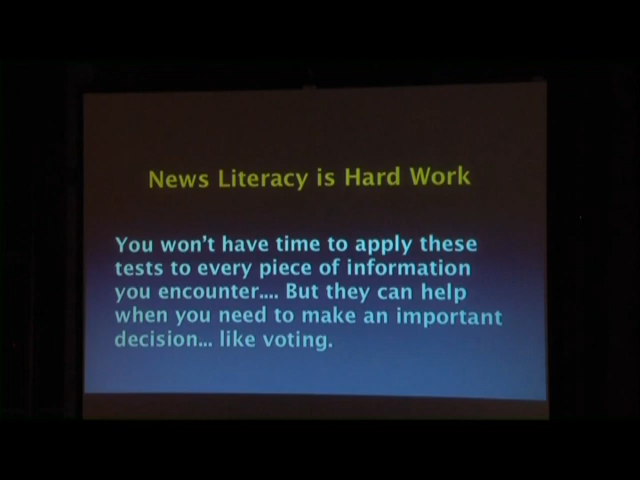 News Literacy is Hard Work
You won't have time to apply these
tests to every piece of information
you encounter.... But they can help
when you need to make an important
decision... like voting.